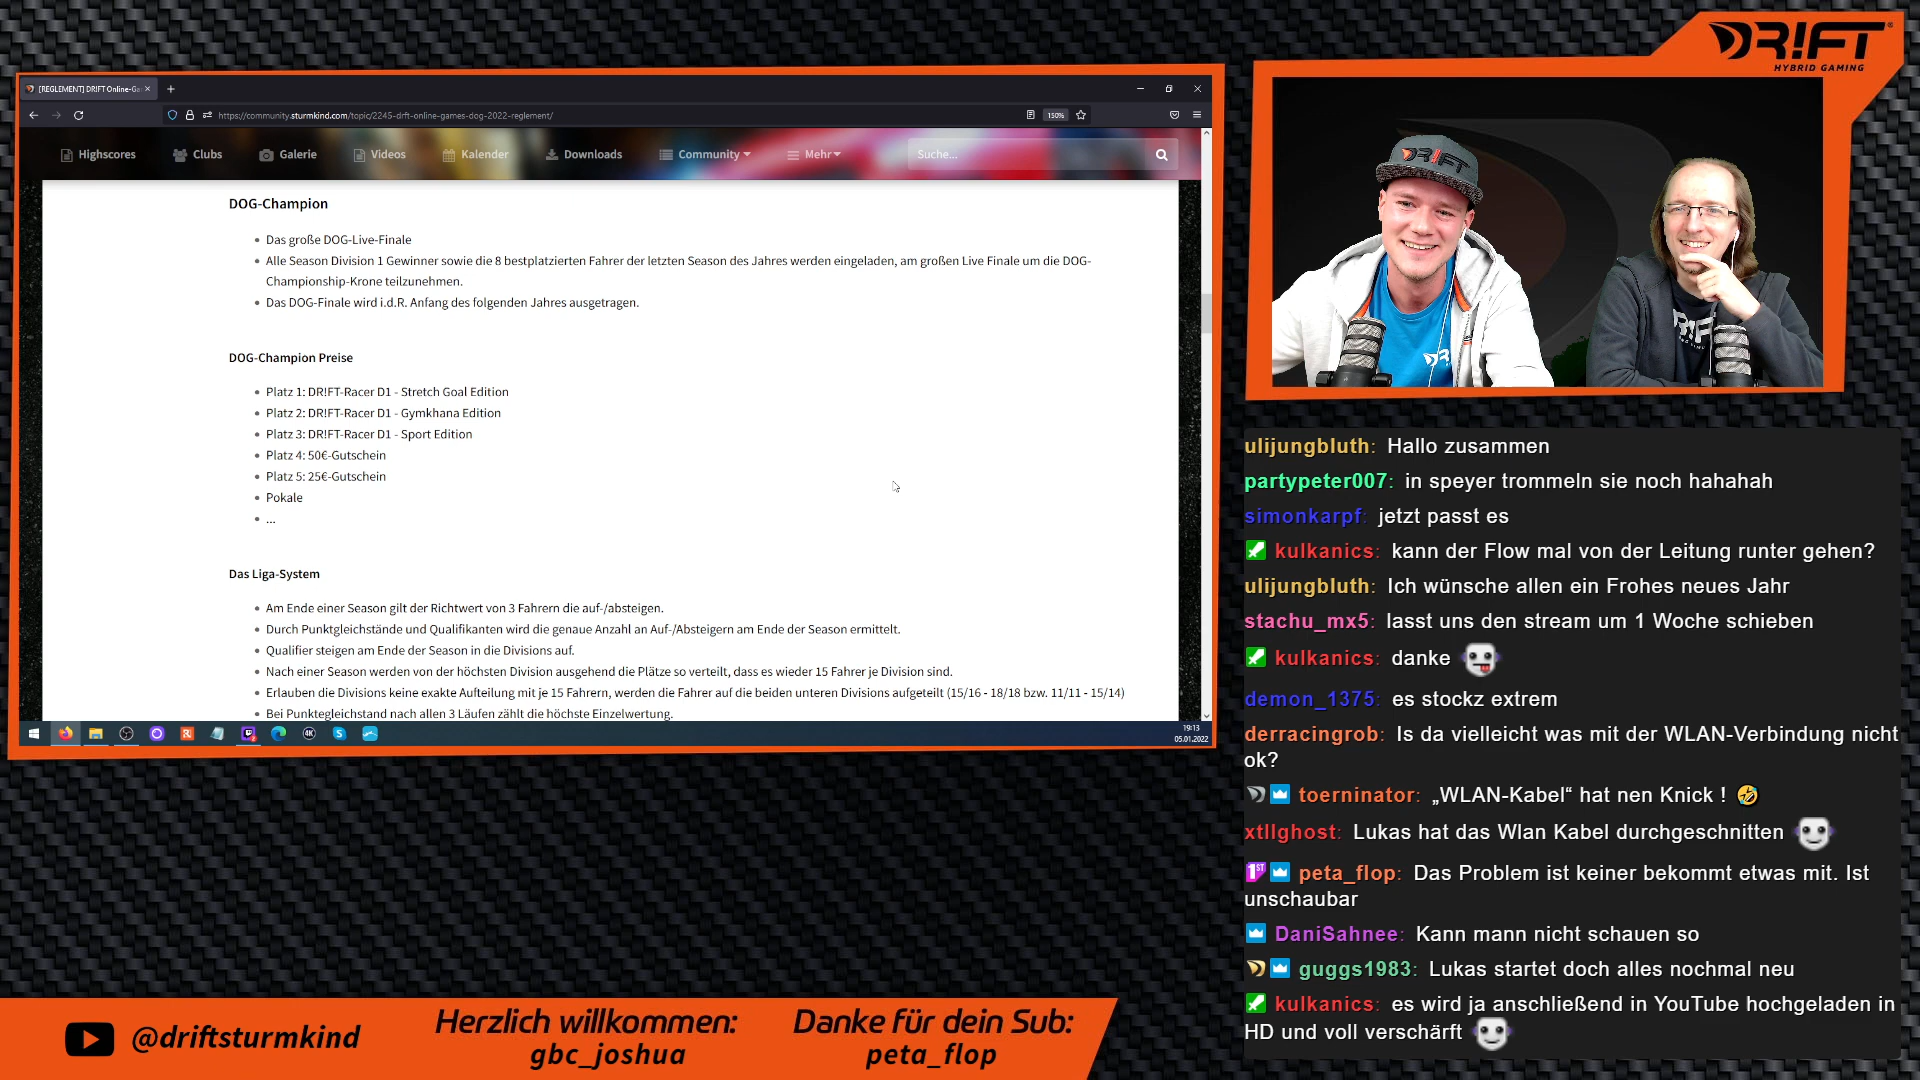 DR!FT
HYBRID GAMING
[REGLEMENT] DR!FT Online-Ga
https://community.sturmkind.com/topic/2245-drft-online-games-dog-2022-reglement/
150%
Highscores Clubs Galerie Videos Kalender Downloads Community Mehr Suche...
DOG-Champion
Das große DOG-Live-Finale
Alle Season Division 1 Gewinner sowie die 8 bestplatzierten Fahrer der letzten Season des Jahres werden eingeladen, am großen Live Finale um die DOG-
Championship-Krone teilzunehmen.
Das DOG-Finale wird i.d.R. Anfang des folgenden Jahres ausgetragen.
DOG-Champion Preise
Platz 1: DR!FT-Racer D1 - Stretch Goal Edition
Platz 2: DR!FT-Racer D1 - Gymkhana Edition
Platz 3: DR!FT-Racer D1 - Sport Edition
Platz 4: 50€-Gutschein
Platz 5: 25€-Gutschein
Pokale
...
Das Liga-System
Am Ende einer Season gilt der Richtwert von 3 Fahrern die auf-/absteigen.
Durch Punktgleichstände und Qualifikanten wird die genaue Anzahl an Auf-/Absteigern am Ende der Season ermittelt.
Qualifier steigen am Ende der Season in die Divisions auf.
Nach einer Season werden von der höchsten Division ausgehend die Plätze so verteilt, dass es wieder 15 Fahrer je Division sind.
Erlauben die Divisions keine exakte Aufteilung mit je 15 Fahrern, werden die Fahrer auf die beiden unteren Divisions aufgeteilt (15/16 - 18/18 bzw. 11/11 - 15/14)
Bei Punktegleichstand nach allen 3 Läufen zählt die höchste Einzelwertung.
19:13
05.01.2022
DR!FT
ulijungbluth: Hallo zusammen
partypeter007: in speyer trommeln sie noch hahahah
simonkarpf: jetzt passt es
kulkanics: kann der Flow mal von der Leitung runter gehen?
ulijungbluth: Ich wünsche allen ein Frohes neues Jahr
stachu_mx5: lasst uns den stream um 1 Woche schieben
kulkanics: danke
demon_1375: es stockz extrem
derracingrob: Is da vielleicht was mit der WLAN-Verbindung nicht
ok?
toerninator: „WLAN-Kabel“ hat nen Knick ! 🤣
xtllghost: Lukas hat das Wlan Kabel durchgeschnitten
1ST peta_flop: Das Problem ist keiner bekommt etwas mit. Ist
unschaubar
DaniSahnee: Kann mann nicht schauen so
guggs1983: Lukas startet doch alles nochmal neu
kulkanics: es wird ja anschließend in YouTube hochgeladen in
HD und voll verschärft
@driftsturmkind
Herzlich willkommen:
gbc_joshua
Danke für dein Sub:
peta_flop